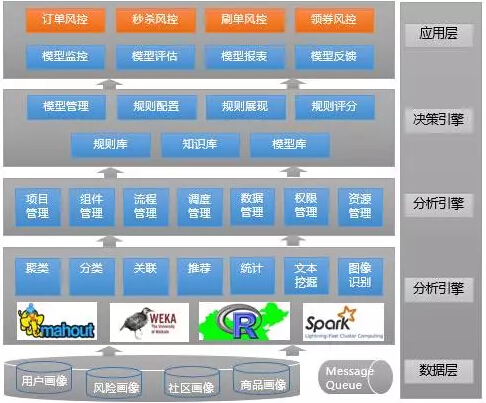 订单风控 秒杀风控 刷单风控 领券风控
模型监控 模型评估 模型报表 模型反馈
应用层
模型管理 规则配置 规则展现 规则评分
规则库 知识库 模型库
决策引擎
项目管理 组件管理 流程管理 调度管理 数据管理 权限管理 资源管理
分析引擎
聚类 分类 关联 推荐 统计 文本挖掘 图像识别
分析引擎
mahout WEKA The University of Waikato R Spark Lightning-Fast Cluster Computing
用户画像 风险画像 社区画像 商品画像 Message Queue
数据层